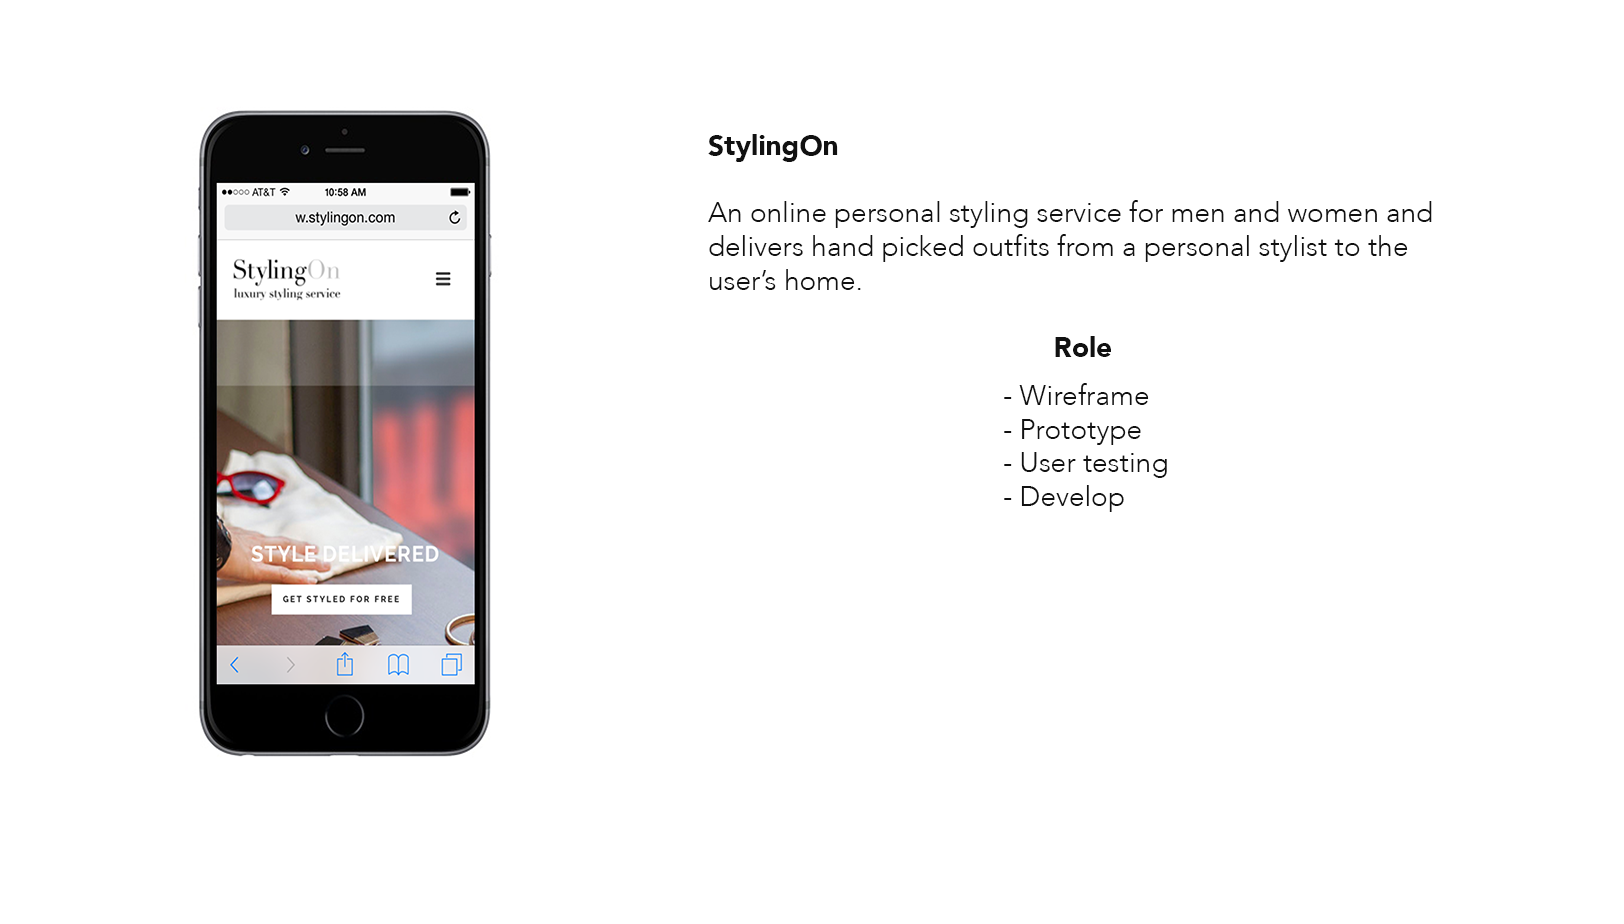 AT&T 10:58 AM
w.stylingon.com
StylingOn
luxury styling service
STYLE DELIVERED
GET STYLED FOR FREE
StylingOn
An online personal styling service for men and women and
delivers hand picked outfits from a personal stylist to the
user’s home.
Role
- Wireframe
- Prototype
- User testing
- Develop